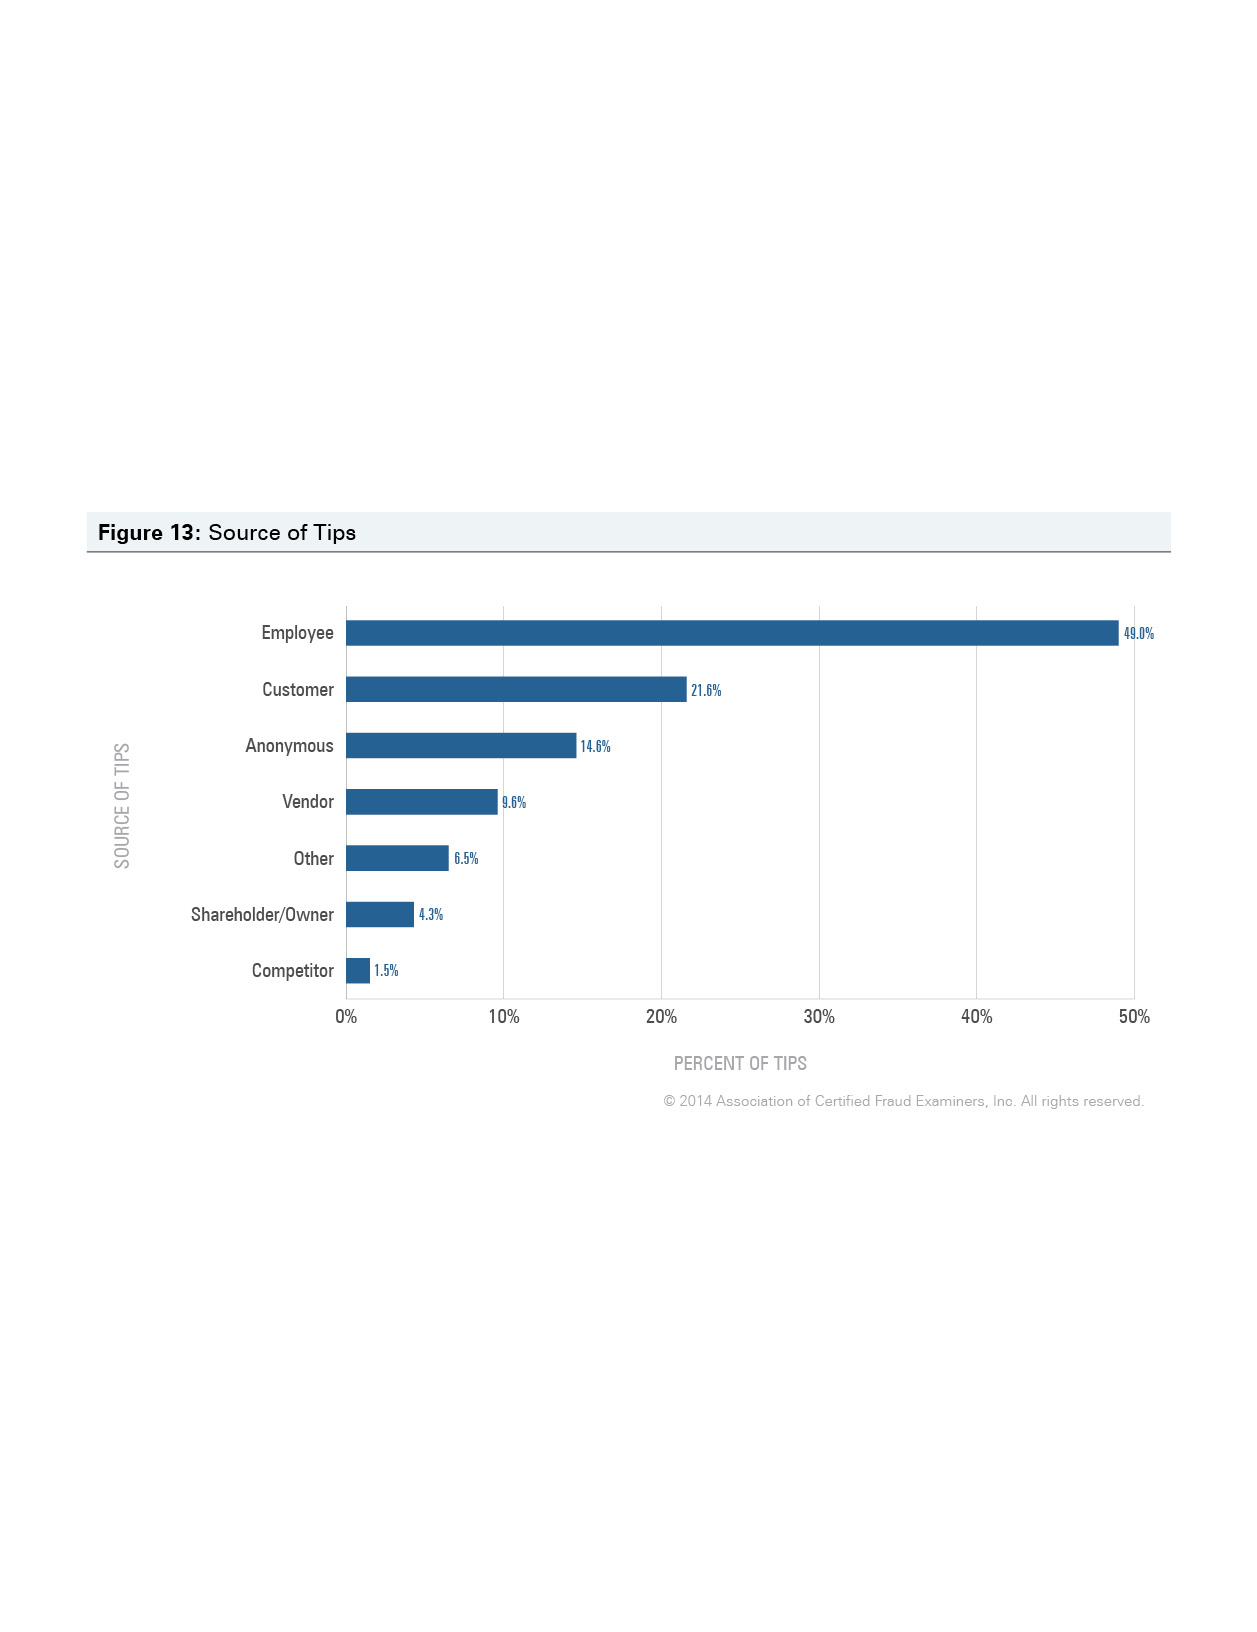 Figure 13: Source of Tips
SOURCE OF TIPS
Employee 49.0%
Customer 21.6%
Anonymous 14.6%
Vendor 9.6%
Other 6.5%
Shareholder/Owner 4.3%
Competitor 1.5%
0% 10% 20% 30% 40% 50%
PERCENT OF TIPS
© 2014 Association of Certified Fraud Examiners, Inc. All rights reserved.